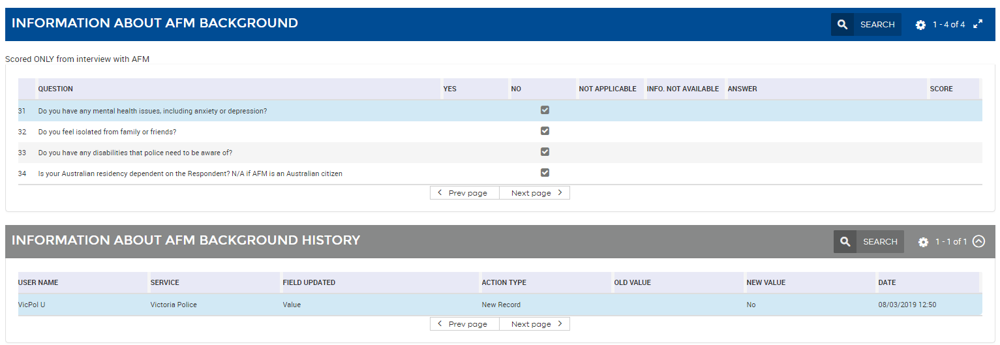 INFORMATION ABOUT AFM BACKGROUND SEARCH 1 - 4 of 4
Scored ONLY from interview with AFM
QUESTION YES NO NOT APPLICABLE INFO. NOT AVAILABLE ANSWER SCORE
31 Do you have any mental health issues, including anxiety or depression?
32 Do you feel isolated from family or friends?
33 Do you have any disabilities that police need to be aware of?
34 Is your Australian residency dependent on the Respondent? N/A if AFM is an Australian citizen
Prev page Next page
INFORMATION ABOUT AFM BACKGROUND HISTORY SEARCH 1 - 1 of 1
USER NAME SERVICE FIELD UPDATED ACTION TYPE OLD VALUE NEW VALUE DATE
VicPol U Victoria Police Value New Record No 08/03/2019 12:50
Prev page Next page